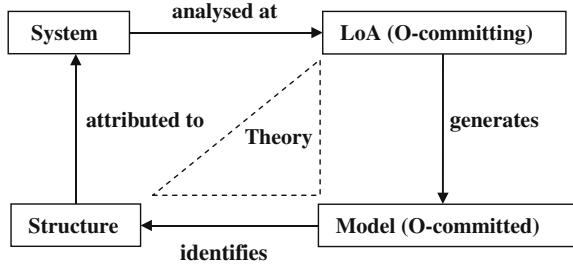 analysed at
System
LoA (O-committing)
attributed to
Theory
generates
Structure
Model (O-committed)
identifies